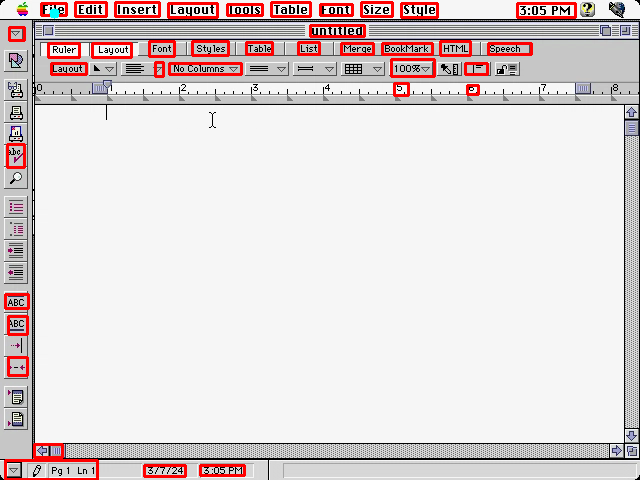 File Edit Insert Layout Tools Table Font Size Style 3:05 PM
untitled
Ruler Layout Font Styles Table List Merge BookMark HTML Speech
Layout No Columns 100%
0 1 2 3 4 5 6 7 8
abc
ABC
ABC
Pg 1 Ln 1 3/7/24 3:05 PM